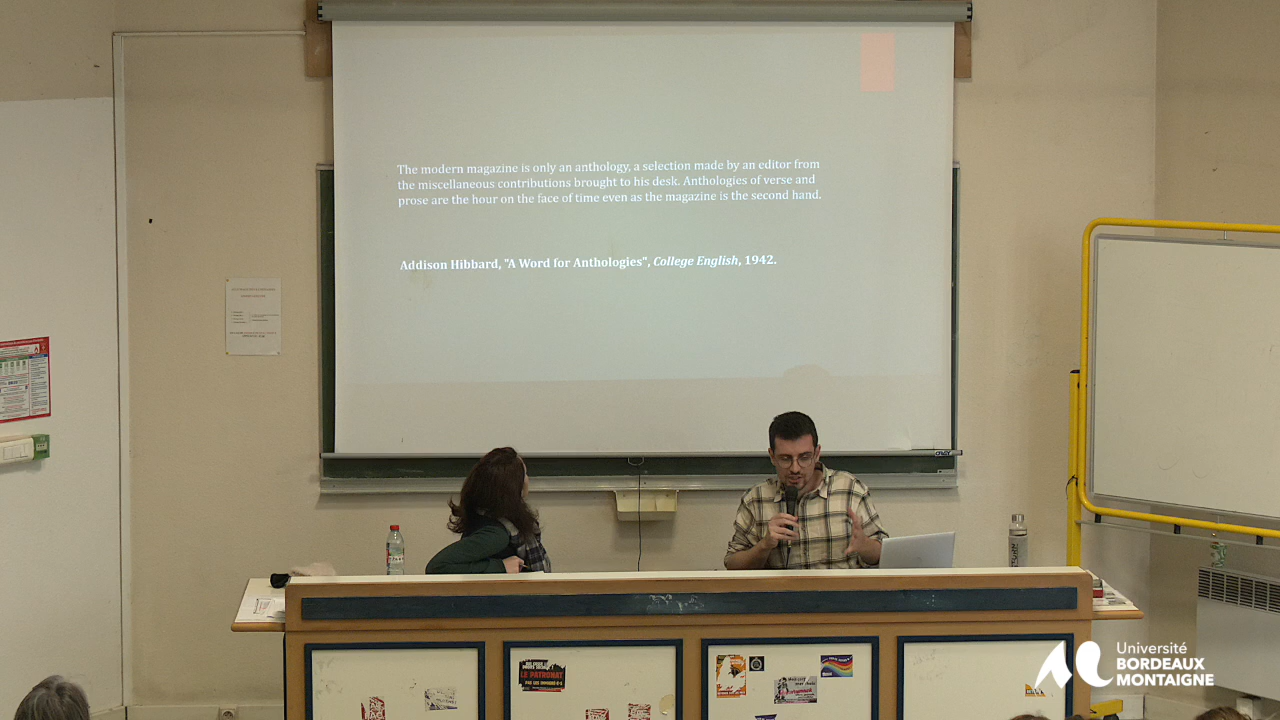 The modern magazine is only an anthology, a selection made by an editor from
the miscellaneous contributions brought to his desk. Anthologies of verse and
prose are the hour on the face of time even as the magazine is the second hand.
Addison Hibbard, "A Word for Anthologies", College English, 1942.
LE PATRONAT
Université
BORDEAUX
MONTAIGNE